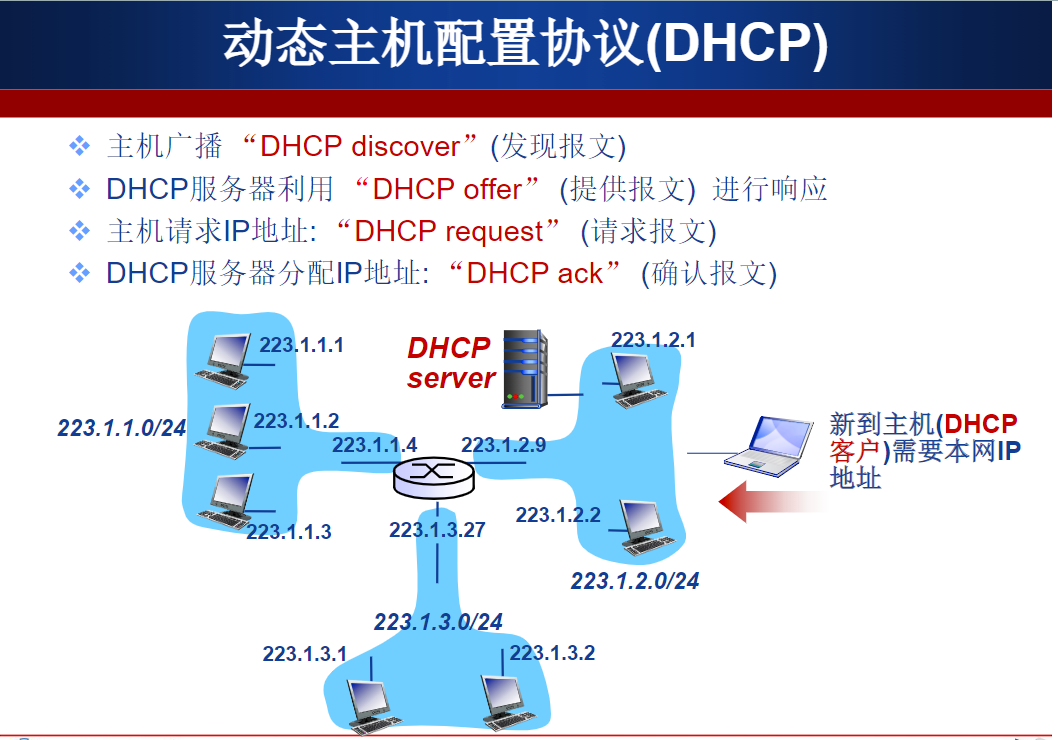 动态主机配置协议(DHCP)
主机广播 “DHCP discover” (发现报文)
DHCP服务器利用 “DHCP offer” (提供报文) 进行响应
主机请求IP地址: “DHCP request” (请求报文)
DHCP服务器分配IP地址: “DHCP ack” (确认报文)
223.1.1.1
DHCP
server
223.1.2.1
223.1.1.0/24
223.1.1.2
223.1.1.4
223.1.2.9
新到主机(DHCP
客户)需要本网IP
地址
223.1.1.3
223.1.3.27
223.1.2.2
223.1.2.0/24
223.1.3.0/24
223.1.3.1
223.1.3.2